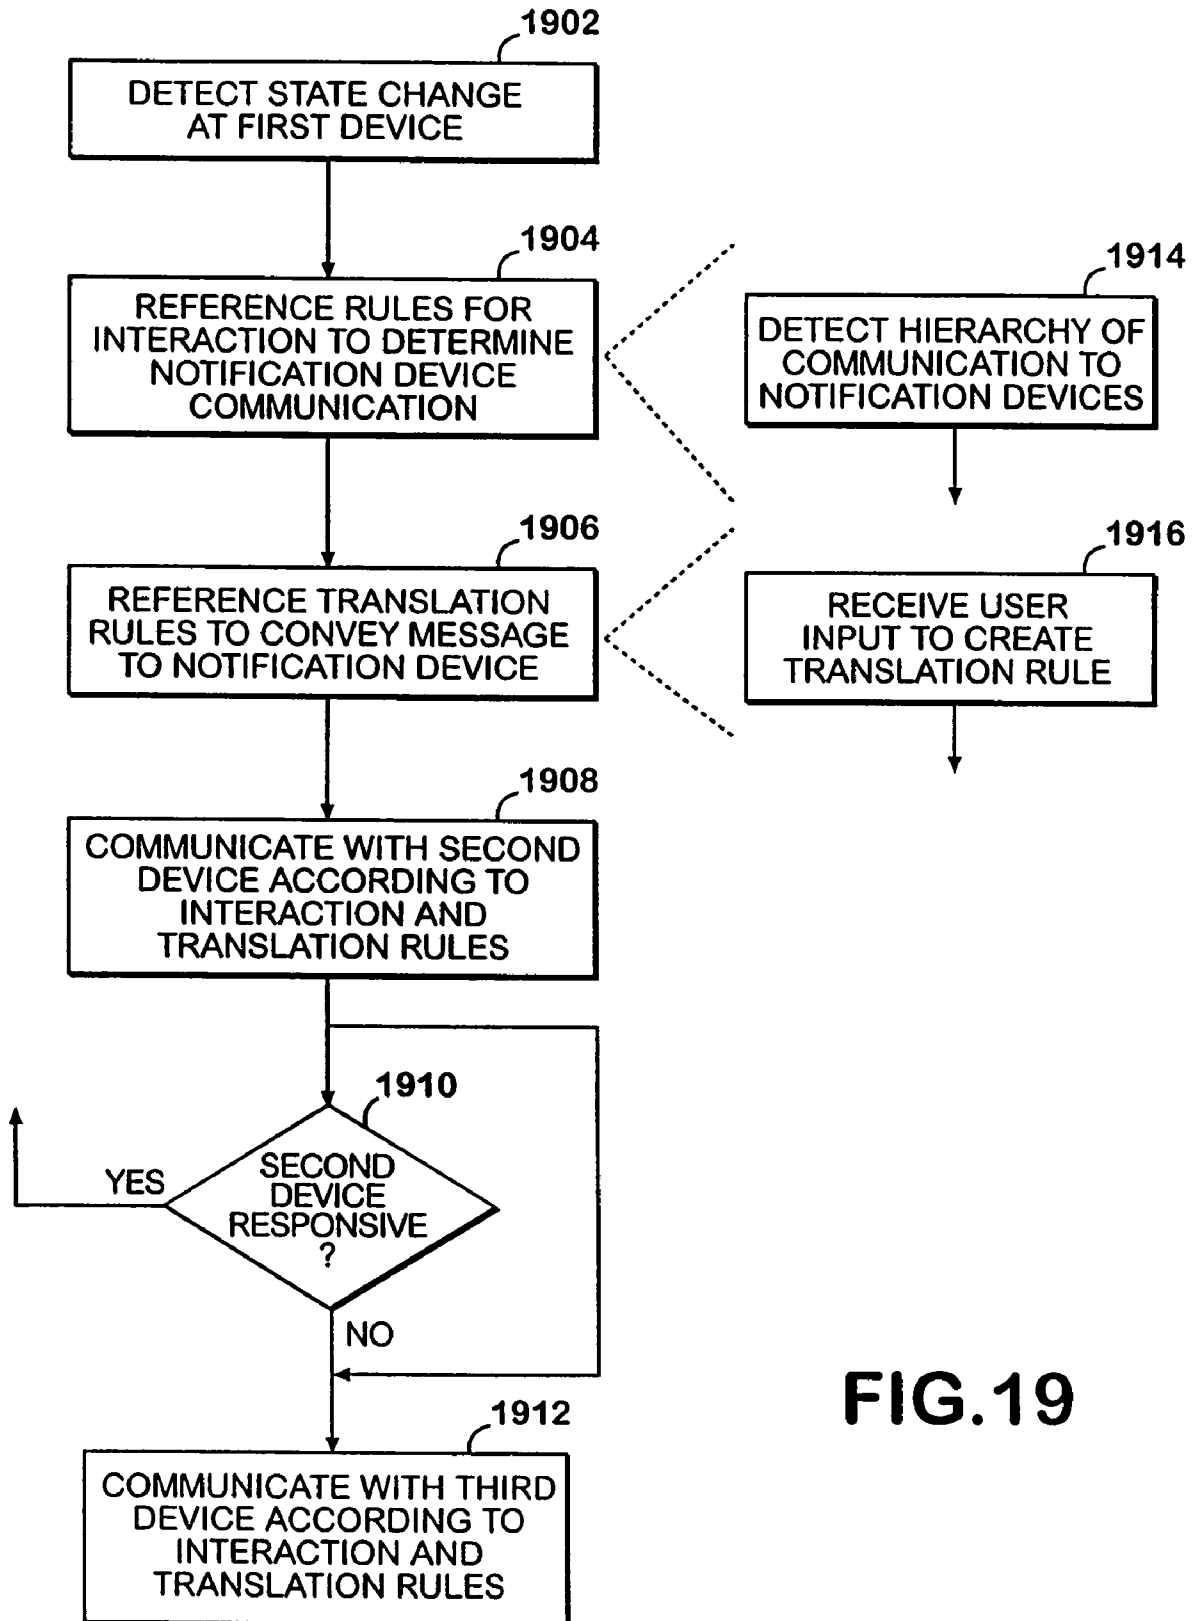 1902
DETECT STATE CHANGE
AT FIRST DEVICE
1904
REFERENCE RULES FOR
INTERACTION TO DETERMINE
NOTIFICATION DEVICE
COMMUNICATION
1914
DETECT HIERARCHY OF
COMMUNICATION TO
NOTIFICATION DEVICES
1906
REFERENCE TRANSLATION
RULES TO CONVEY MESSAGE
TO NOTIFICATION DEVICE
1916
RECEIVE USER
INPUT TO CREATE
TRANSLATION RULE
1908
COMMUNICATE WITH SECOND
DEVICE ACCORDING TO
INTERACTION AND
TRANSLATION RULES
1910
SECOND
DEVICE
RESPONSIVE
?
YES
NO
1912
COMMUNICATE WITH THIRD
DEVICE ACCORDING TO
INTERACTION AND
TRANSLATION RULES
FIG.19